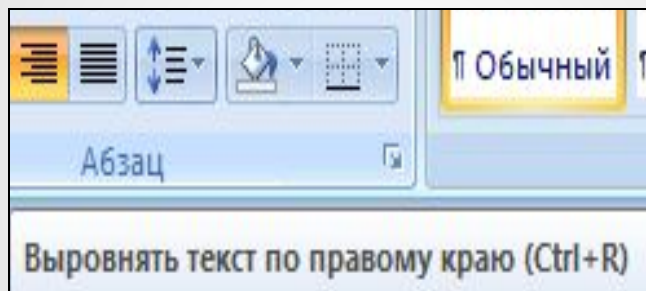 ¶ Обычный
Абзац
Выровнять текст по правому краю (Ctrl+R)